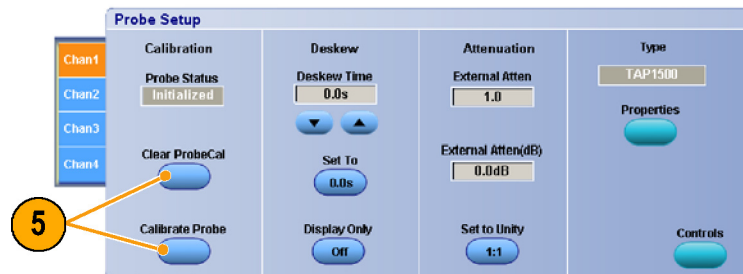 Probe Setup
Chan1
Chan2
Chan3
Chan4
Calibration
Probe Status
Initialized
Clear ProbeCal
Calibrate Probe
5
Deskew
Deskew Time
0.0s
Set To
0.0s
Display Only
Off
Attenuation
External Atten
1.0
External Atten(dB)
0.0dB
Set to Unity
1:1
Type
TAP1500
Properties
Controls